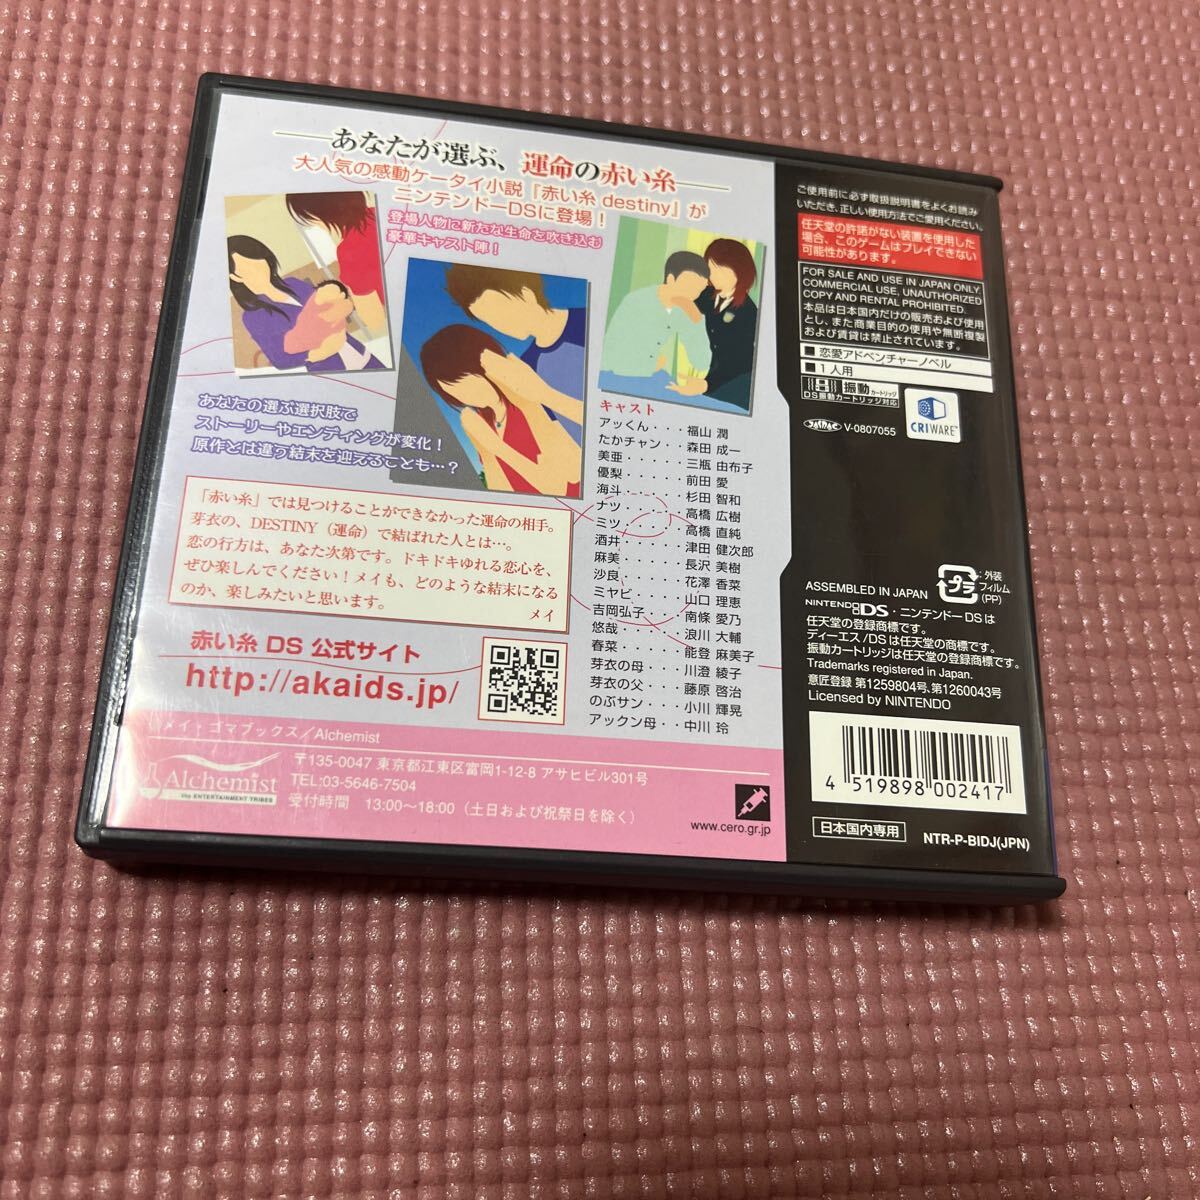 あなたが選ぶ、運命の赤い糸
大人気の感動ケータイ小説『赤い糸 destiny』が
ニンテンドーDSに登場！
登場人物に新たな生命を吹き込む
豪華キャスト陣！
あなたの選ぶ選択肢で
ストーリーやエンディングが変化！
原作とは違う結末を迎えることも…？
「赤い糸」では見つけることができなかった運命の相手。
芽衣の、DESTINY（運命）で結ばれた人とは…。
恋の行方は、あなた次第です。ドキドキゆれる恋心を、
ぜひ楽しんでください！メイも、どのような結末になる
のか、楽しみたいと思います。
メイ
赤い糸 DS 公式サイト
http://akaids.jp/
キャスト
アッくん・・・福山 潤
たかチャン・・森田 成一
美亜・・・・・三瓶 由布子
優梨・・・・・前田 愛
海斗・・・・・杉田 智和
ナツ・・・・・高橋 広樹
ミツ・・・・・高橋 直純
酒井・・・・・津田 健次郎
麻美・・・・・長沢 美樹
沙良・・・・・花澤 香菜
ミヤビ・・・・山口 理恵
吉岡弘子・・・南條 愛乃
悠哉・・・・・浪川 大輔
春菜・・・・・能登 麻美子
芽衣の母・・・川澄 綾子
芽衣の父・・・藤原 啓治
のぶサン・・・小川 輝晃
アックン母・・中川 玲
メイ・ゴマブックス／Alchemist
Alchemist
the ENTERTAINMENT TRIBES
〒135-0047 東京都江東区富岡1-12-8 アサヒビル301号
TEL:03-5646-7504
受付時間 13:00～18:00（土日および祝祭日を除く）
www.cero.gr.jp
ご使用前に必ず取扱説明書をよくお読み
いただき、正しい使用方法でご愛用ください。
任天堂の許諾がない装置を使用した
場合、このゲームはプレイできない
可能性があります。
FOR SALE AND USE IN JAPAN ONLY
COMMERCIAL USE, UNAUTHORIZED
COPY AND RENTAL PROHIBITED.
本品は日本国内だけの販売および使用
とし、また商業目的の使用や無断複製
および賃貸は禁止されています。
■ 恋愛アドベンチャーノベル
■ 1人用
振動カートリッジ
DS振動カートリッジ対応
CRIWARE™
JASRAC V-0807055
ASSEMBLED IN JAPAN
プラ
：外装
フィルム
(PP)
NINTENDO DS・ニンテンドーDSは
任天堂の登録商標です。
ディーエス/DSは任天堂の商標です。
振動カートリッジは任天堂の登録商標です。
Trademarks registered in Japan.
意匠登録 第1259804号、第1260043号
Licensed by NINTENDO
4 519898 002417
日本国内専用
NTR-P-BIDJ(JPN)